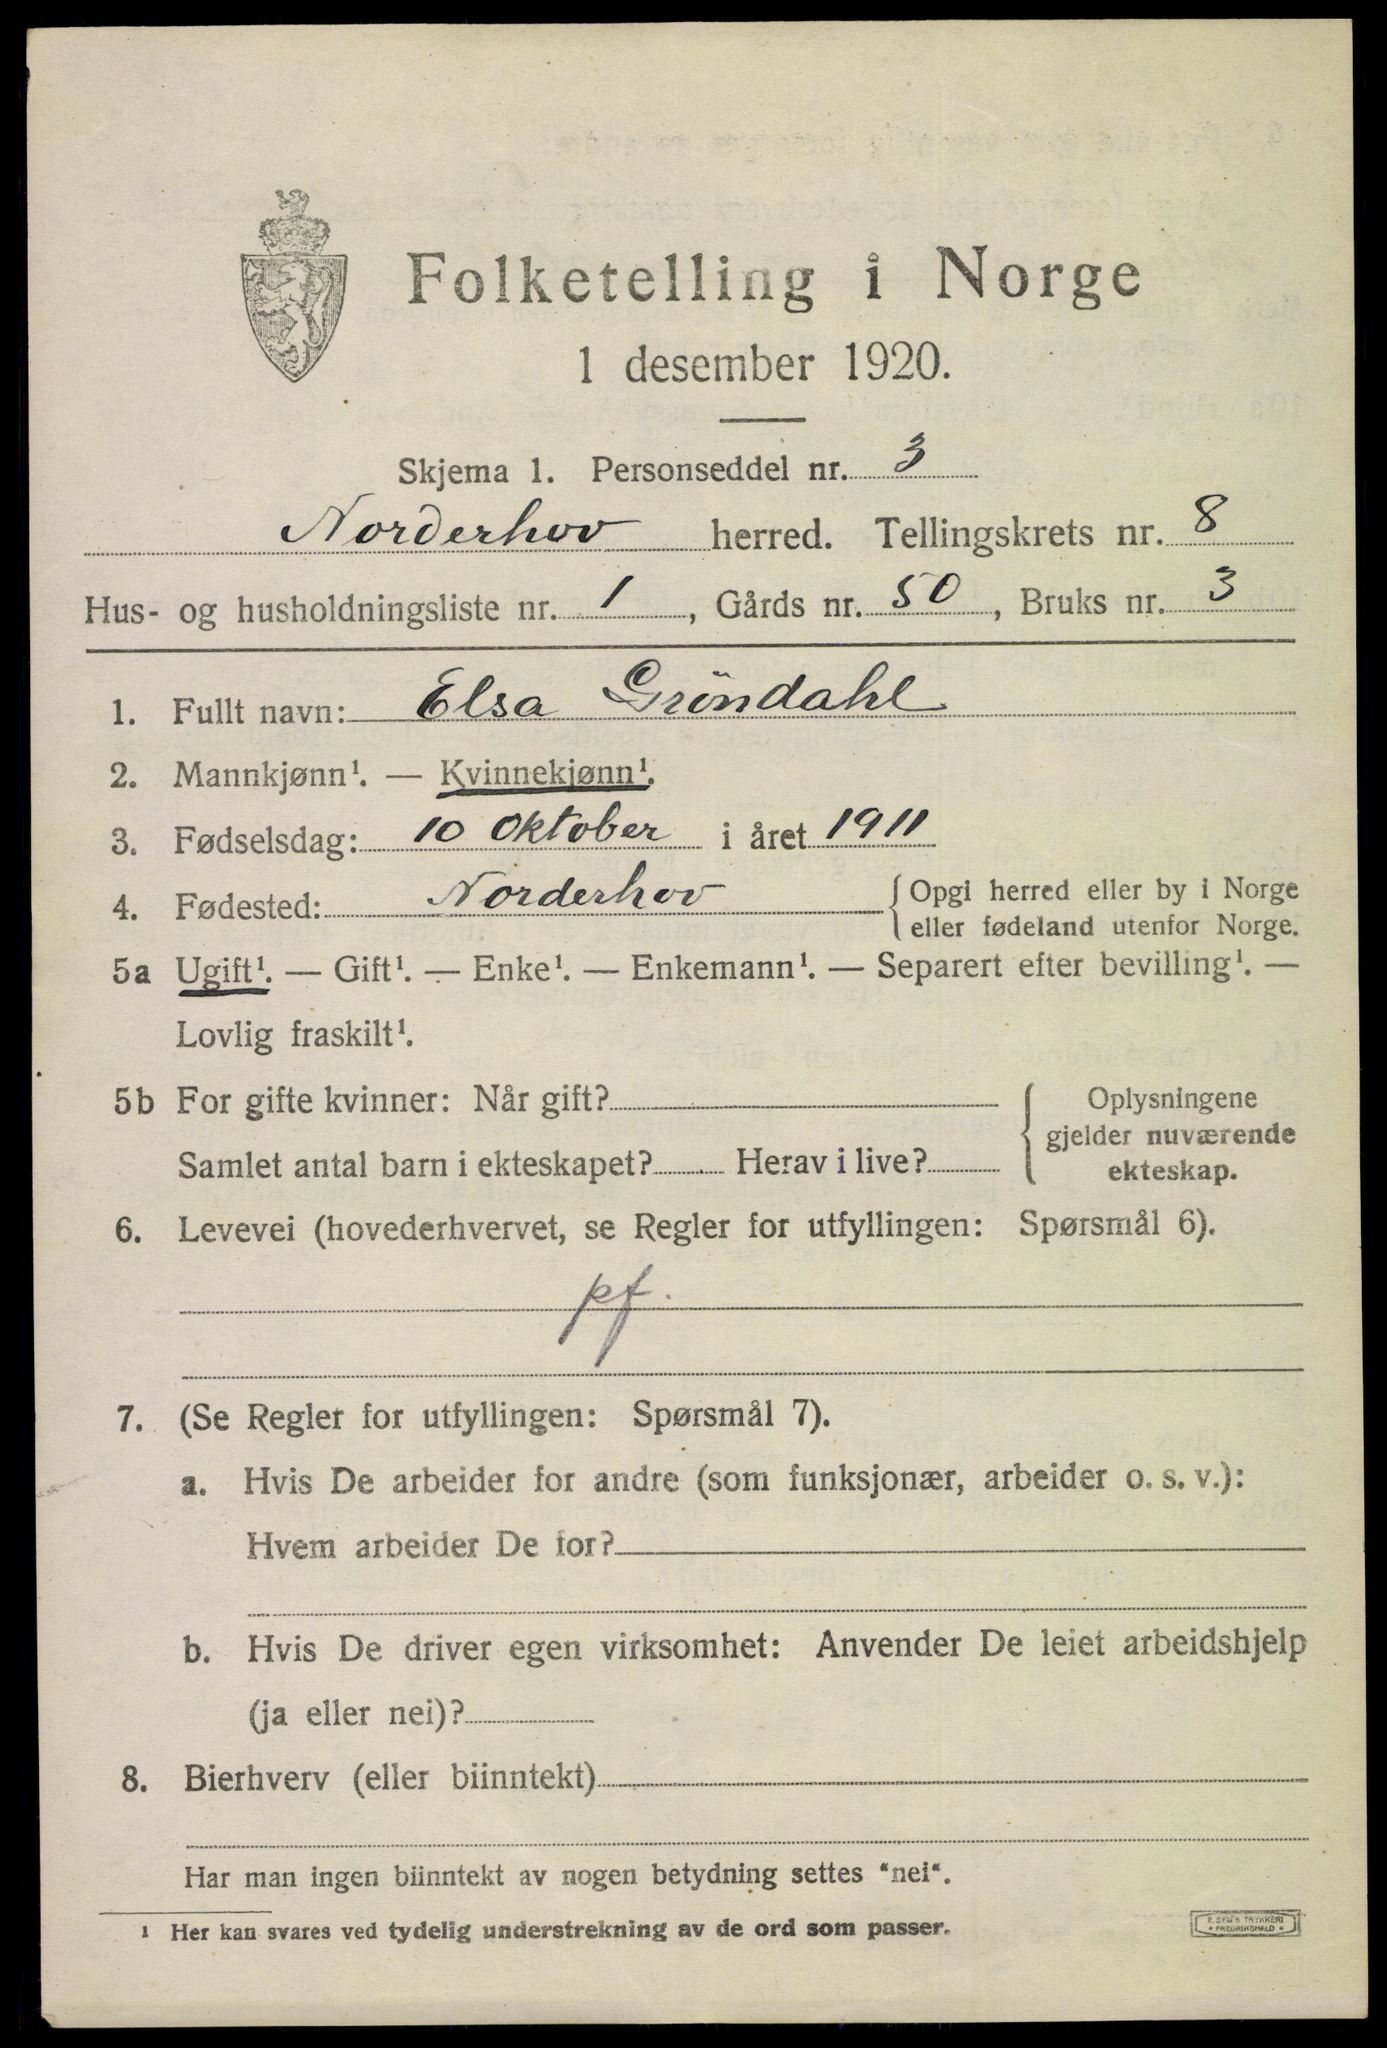 Folketelling i Norge
1 desember 1920.
Skjema 1. Personseddel nr. 3
Norderhov herred. Tellingskrets nr. 8
Hus- og husholdningsliste nr. 1, Gårds nr. 50, Bruks nr. 3
1. Fullt navn: Elsa Gröndahl
2. Mannkjønn¹. — Kvinnekjønn¹.
3. Fødselsdag: 10 Oktober i året 1911
4. Fødested: Norderhov { Opgi herred eller by i Norge
eller fødeland utenfor Norge.
5a Ugift¹. — Gift¹. — Enke¹. — Enkemann¹. — Separert efter bevilling¹. —
Lovlig fraskilt¹.
5b For gifte kvinner: Når gift? { Oplysningene
gjelder nuværende
Samlet antal barn i ekteskapet? Herav i live? ekteskap.
6. Levevei (hovederhvervet, se Regler for utfyllingen: Spørsmål 6).
pf.
7. (Se Regler for utfyllingen: Spørsmål 7).
a. Hvis De arbeider for andre (som funksjonær, arbeider o. s. v.):
Hvem arbeider De for?
b. Hvis De driver egen virksomhet: Anvender De leiet arbeidshjelp
(ja eller nei)?
8. Bierhverv (eller biinntekt)
Har man ingen biinntekt av nogen betydning settes "nei".
¹ Her kan svares ved tydelig understrekning av de ord som passer.
E. SEM'S TRYKKERI
* FREDRIKSHALD *